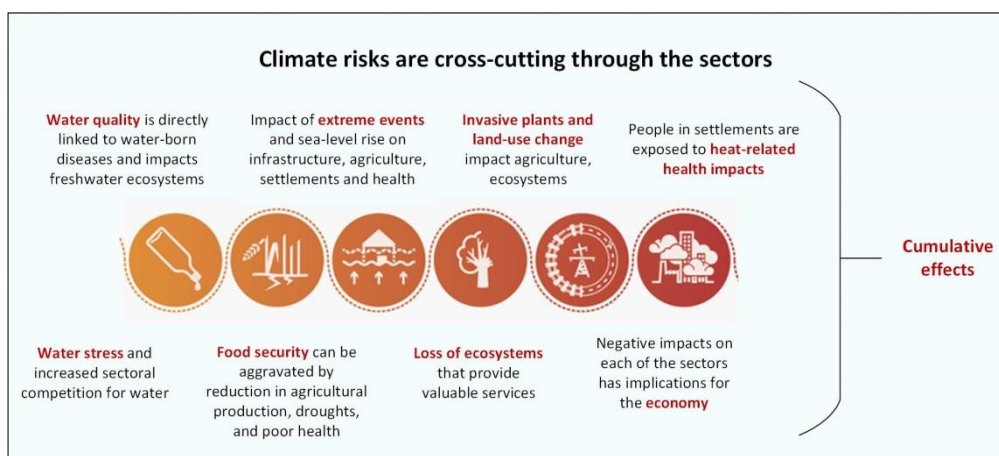 Climate risks are cross-cutting through the sectors
Water quality is directly
linked to water-born
diseases and impacts
freshwater ecosystems
Impact of extreme events
and sea-level rise on
infrastructure, agriculture,
settlements and health
Invasive plants and
land-use change
impact agriculture,
ecosystems
People in settlements are
exposed to heat-related
health impacts
Cumulative
effects
Water stress and
increased sectoral
competition for water
Food security can be
aggravated by
reduction in agricultural
production, droughts,
and poor health
Loss of ecosystems
that provide
valuable services
Negative impacts on
each of the sectors
has implications for
the economy